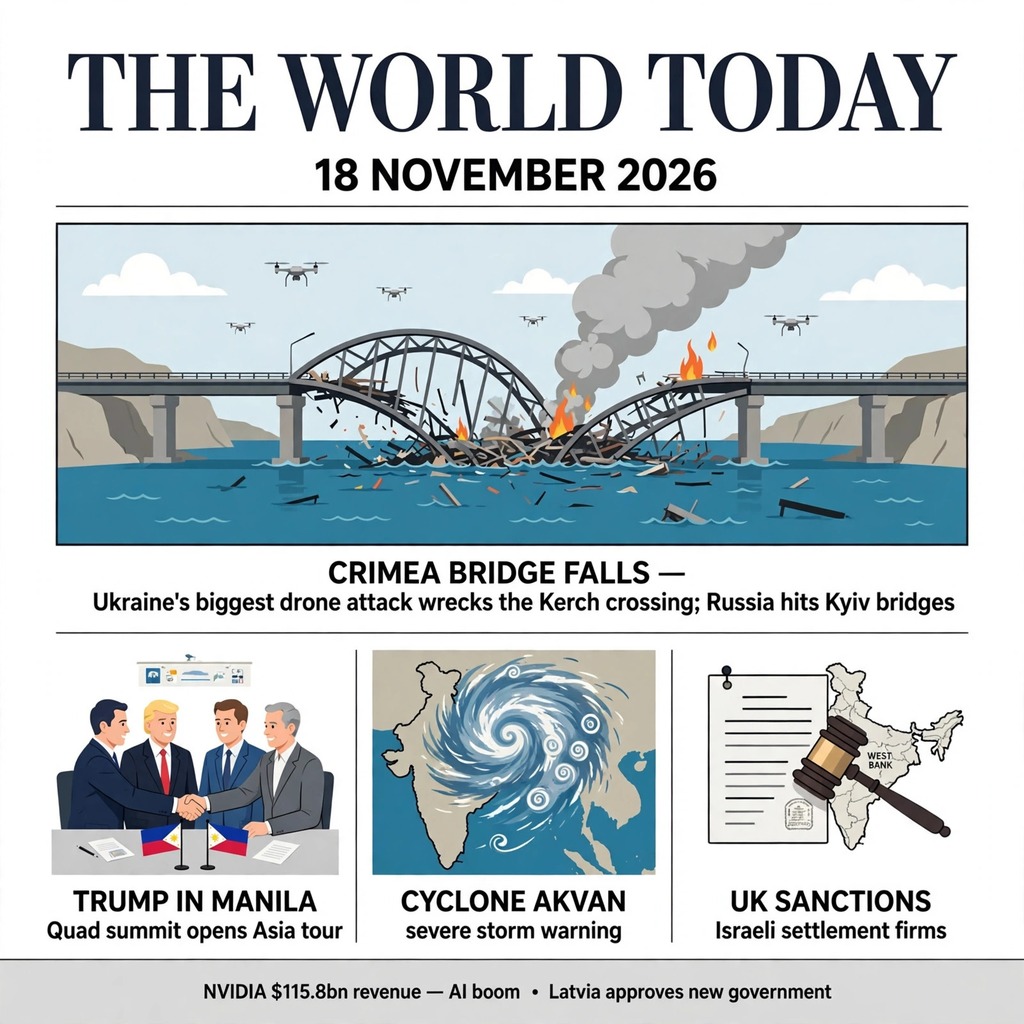 THE WORLD TODAY
18 NOVEMBER 2026
CRIMEA BRIDGE FALLS —
Ukraine's biggest drone attack wrecks the Kerch crossing; Russia hits Kyiv bridges
TRUMP IN MANILA
Quad summit opens Asia tour
CYCLONE AKVAN
severe storm warning
WEST
BANK
UK SANCTIONS
Israeli settlement firms
NVIDIA $115.8bn revenue — AI boom • Latvia approves new government